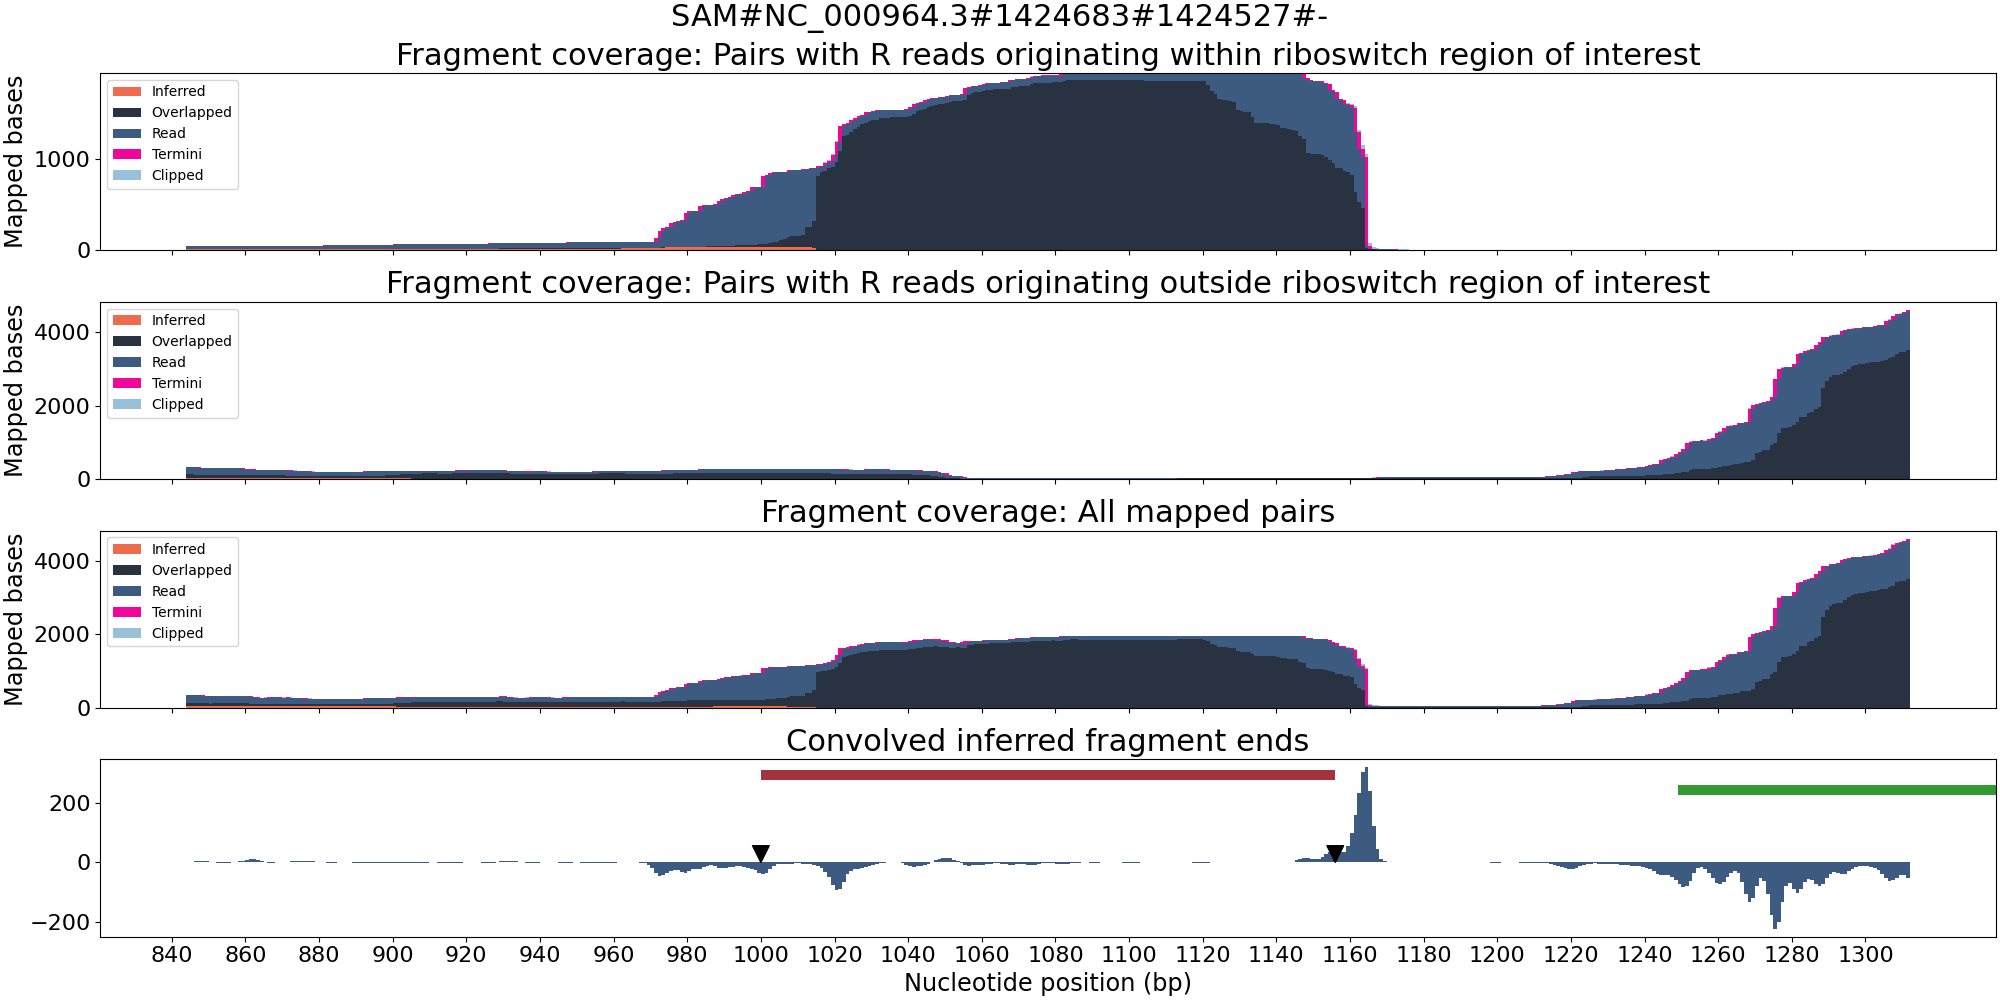 SAM#NC_000964.3#1424683#1424527#-
Fragment coverage: Pairs with R reads originating within riboswitch region of interest
Mapped bases
1000
0
Inferred
Overlapped
Read
Termini
Clipped
Fragment coverage: Pairs with R reads originating outside riboswitch region of interest
Mapped bases
4000
2000
0
Inferred
Overlapped
Read
Termini
Clipped
Fragment coverage: All mapped pairs
Mapped bases
4000
2000
0
Inferred
Overlapped
Read
Termini
Clipped
Convolved inferred fragment ends
200
0
−200
840 860 880 900 920 940 960 980 1000 1020 1040 1060 1080 1100 1120 1140 1160 1180 1200 1220 1240 1260 1280 1300
Nucleotide position (bp)